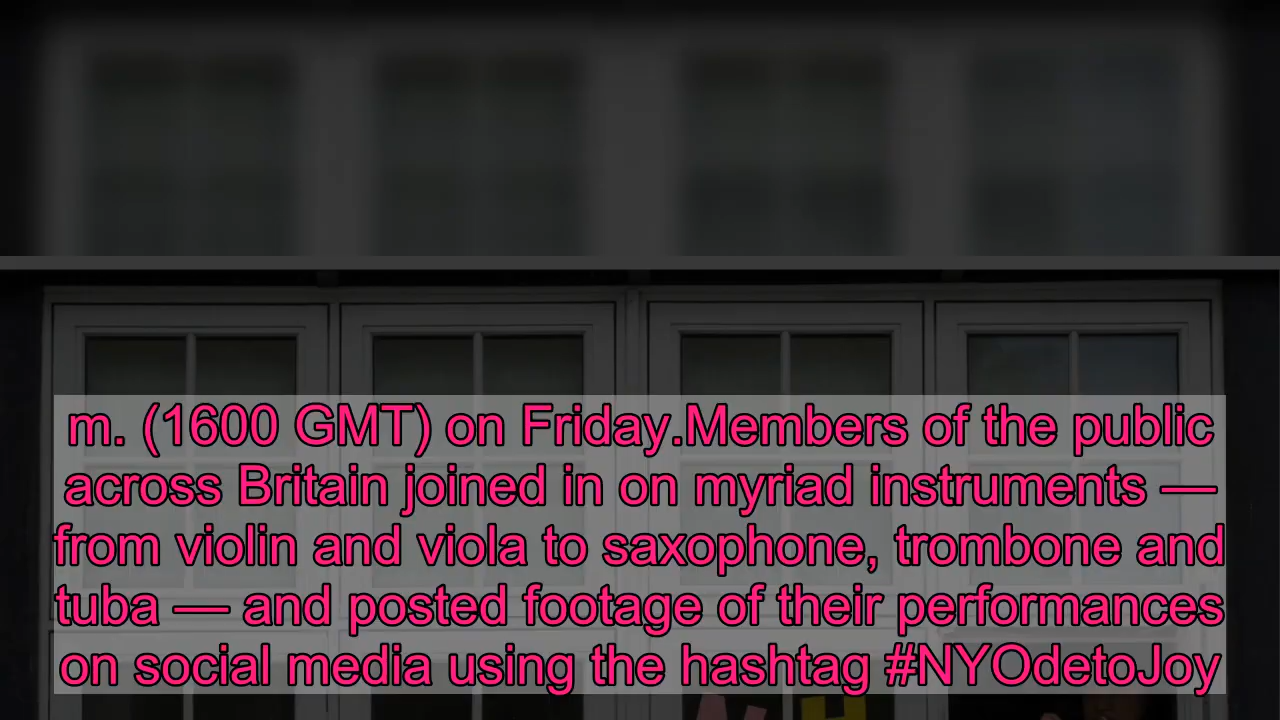 m. (1600 GMT) on Friday.Members of the public
across Britain joined in on myriad instruments —
from violin and viola to saxophone, trombone and
tuba — and posted footage of their performances
on social media using the hashtag #NYOdetoJoy